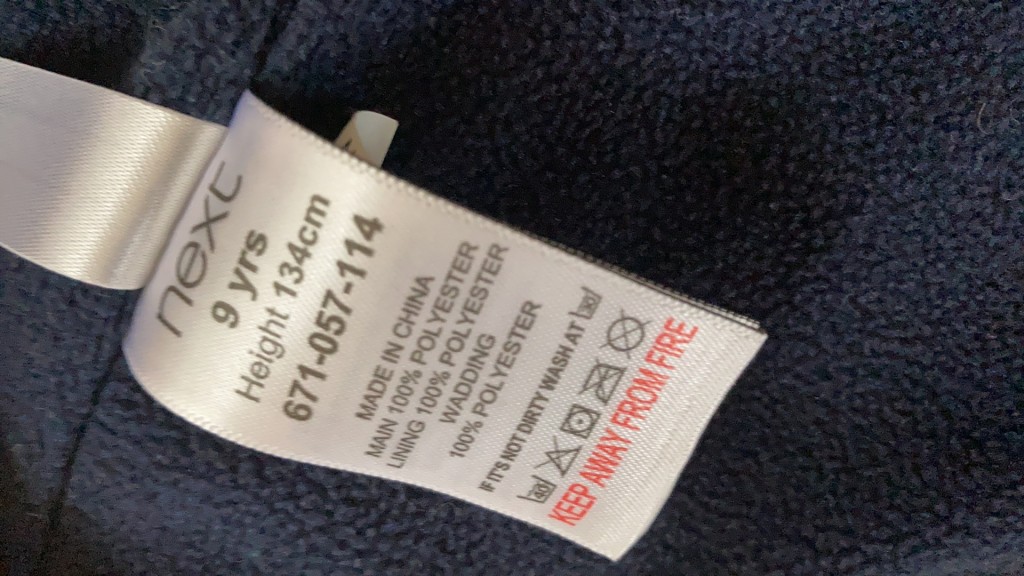 next
9 yrs
Height 134cm
671-057-114
MADE IN CHINA
MAIN 100% POLYESTER
LINING 100% POLYESTER
WADDING
100% POLYESTER
IF IT'S NOT DIRTY WASH AT
KEEP AWAY FROM FIRE